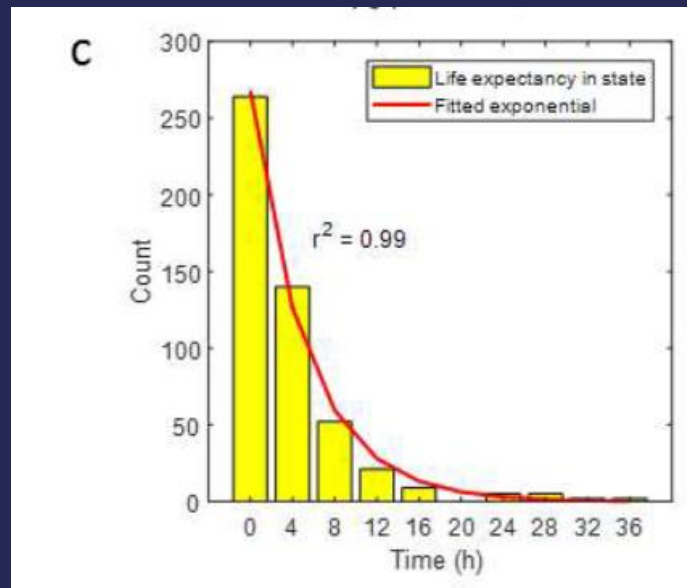 C
300
250
200
150
100
50
0
Count
Life expectancy in state
Fitted exponential
r² = 0.99
0 4 8 12 16 20 24 28 32 36
Time (h)